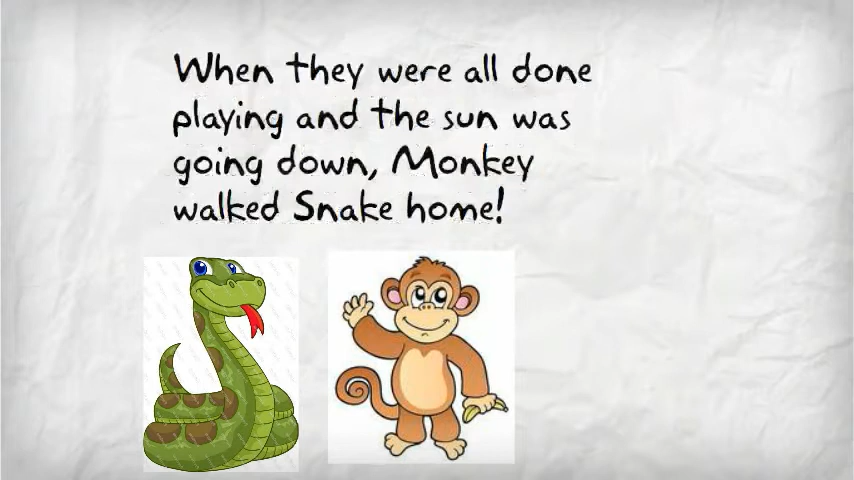 When they were all done
playing and the sun was
going down, Monkey
walked Snake home!